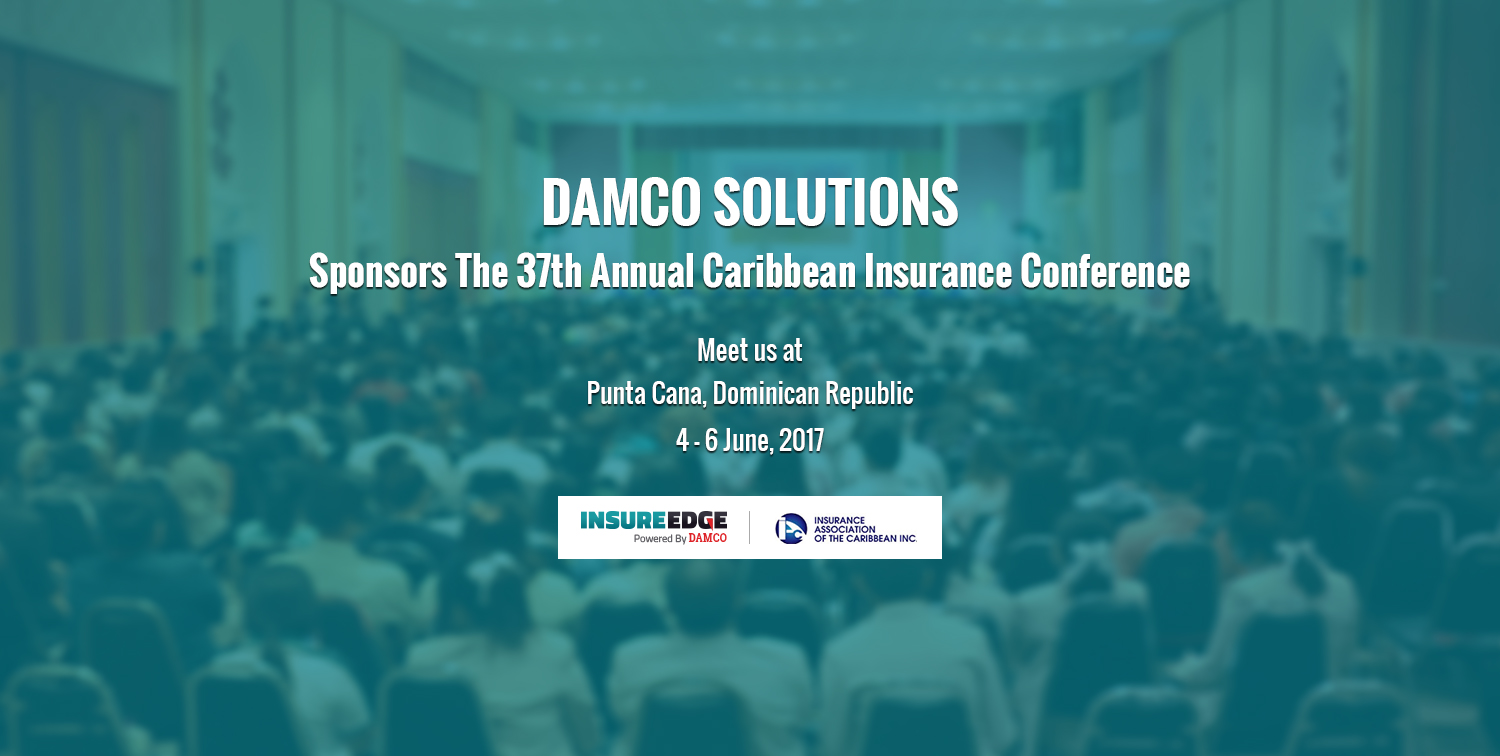 DAMCO SOLUTIONS
Sponsors The 37th Annual Caribbean Insurance Conference
Meet us at
Punta Cana, Dominican Republic
4 - 6 June, 2017
INSUREEDGE
Powered By DAMCO
iac
INSURANCE
ASSOCIATION
OF THE CARIBBEAN INC.